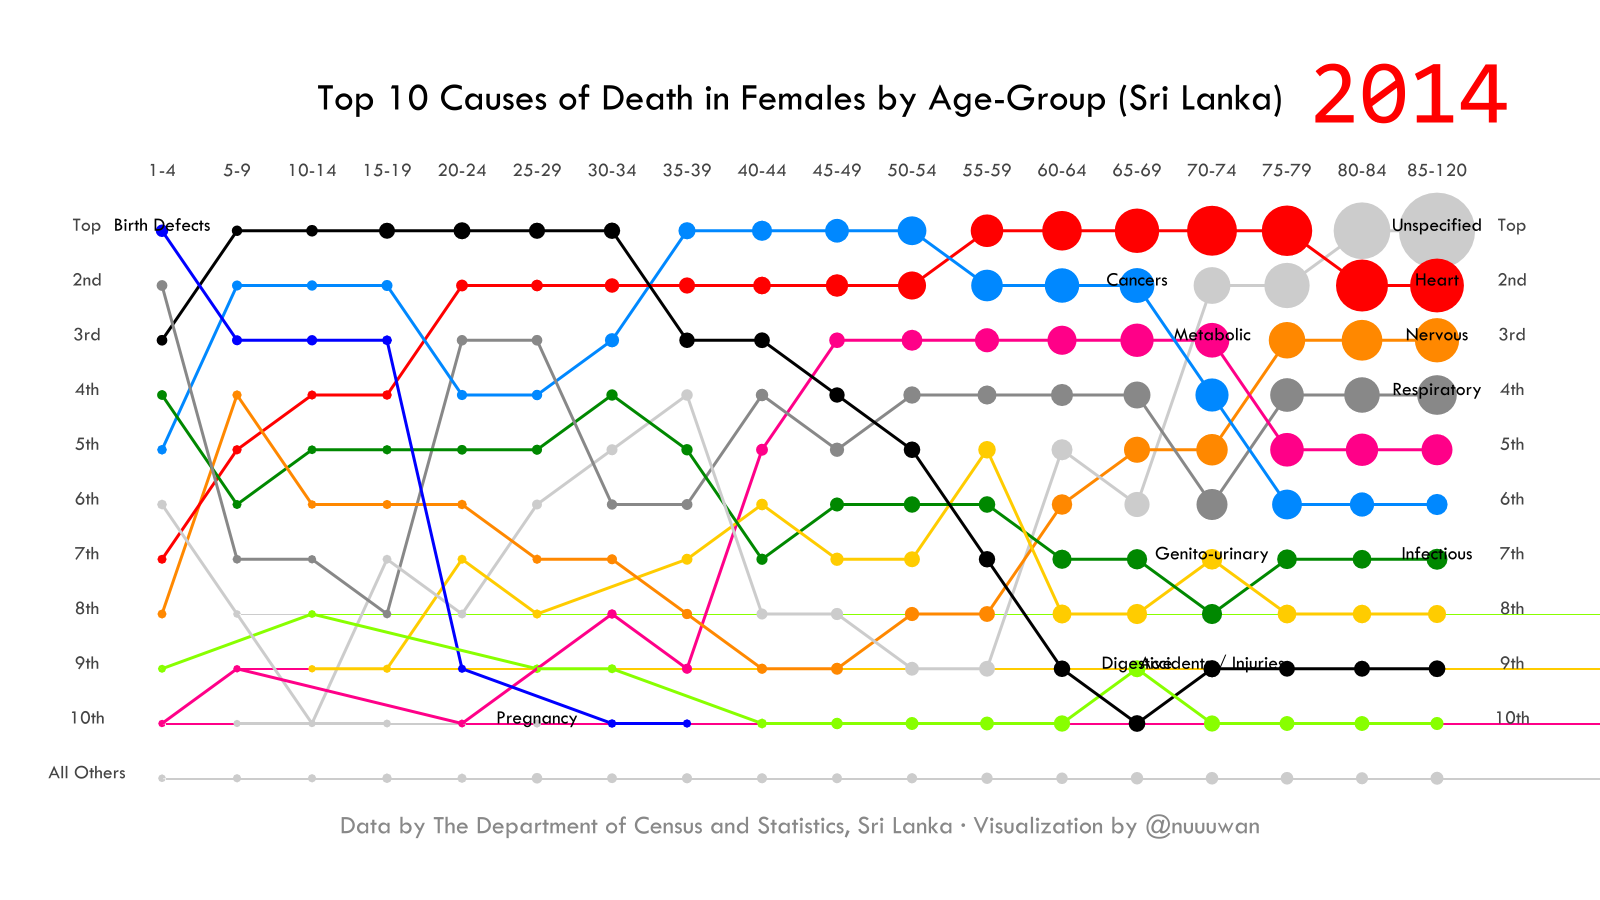 Top 10 Causes of Death in Females by Age-Group (Sri Lanka) 2014
1-4 5-9 10-14 15-19 20-24 25-29 30-34 35-39 40-44 45-49 50-54 55-59 60-64 65-69 70-74 75-79 80-84 85-120
Top Birth Defects Unspecified Top
2nd Cancers Heart 2nd
3rd Metabolic Nervous 3rd
4th Respiratory 4th
5th 5th
6th 6th
7th Genito-urinary Infectious 7th
8th 8th
9th Digestive Accidents / Injuries 9th
10th Pregnancy 10th
All Others
Data by The Department of Census and Statistics, Sri Lanka · Visualization by @nuuuwan